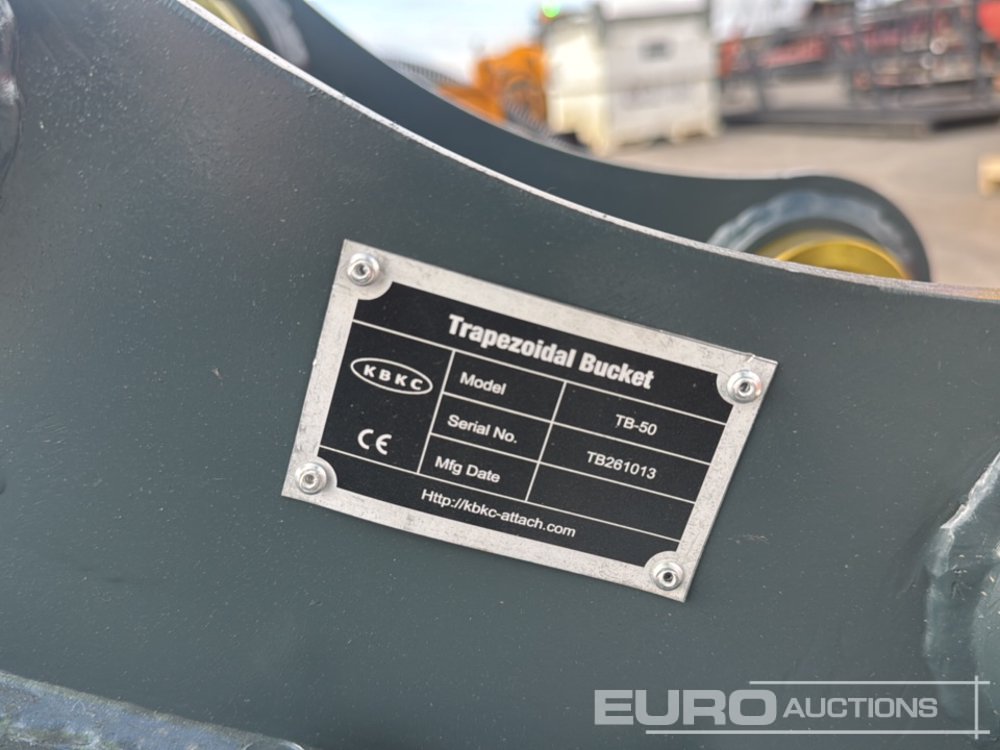 Trapezoidal Bucket
KBKC
CE
Model TB-50
Serial No. TB261013
Mfg Date
Http://kbkc-attach.com
EURO AUCTIONS